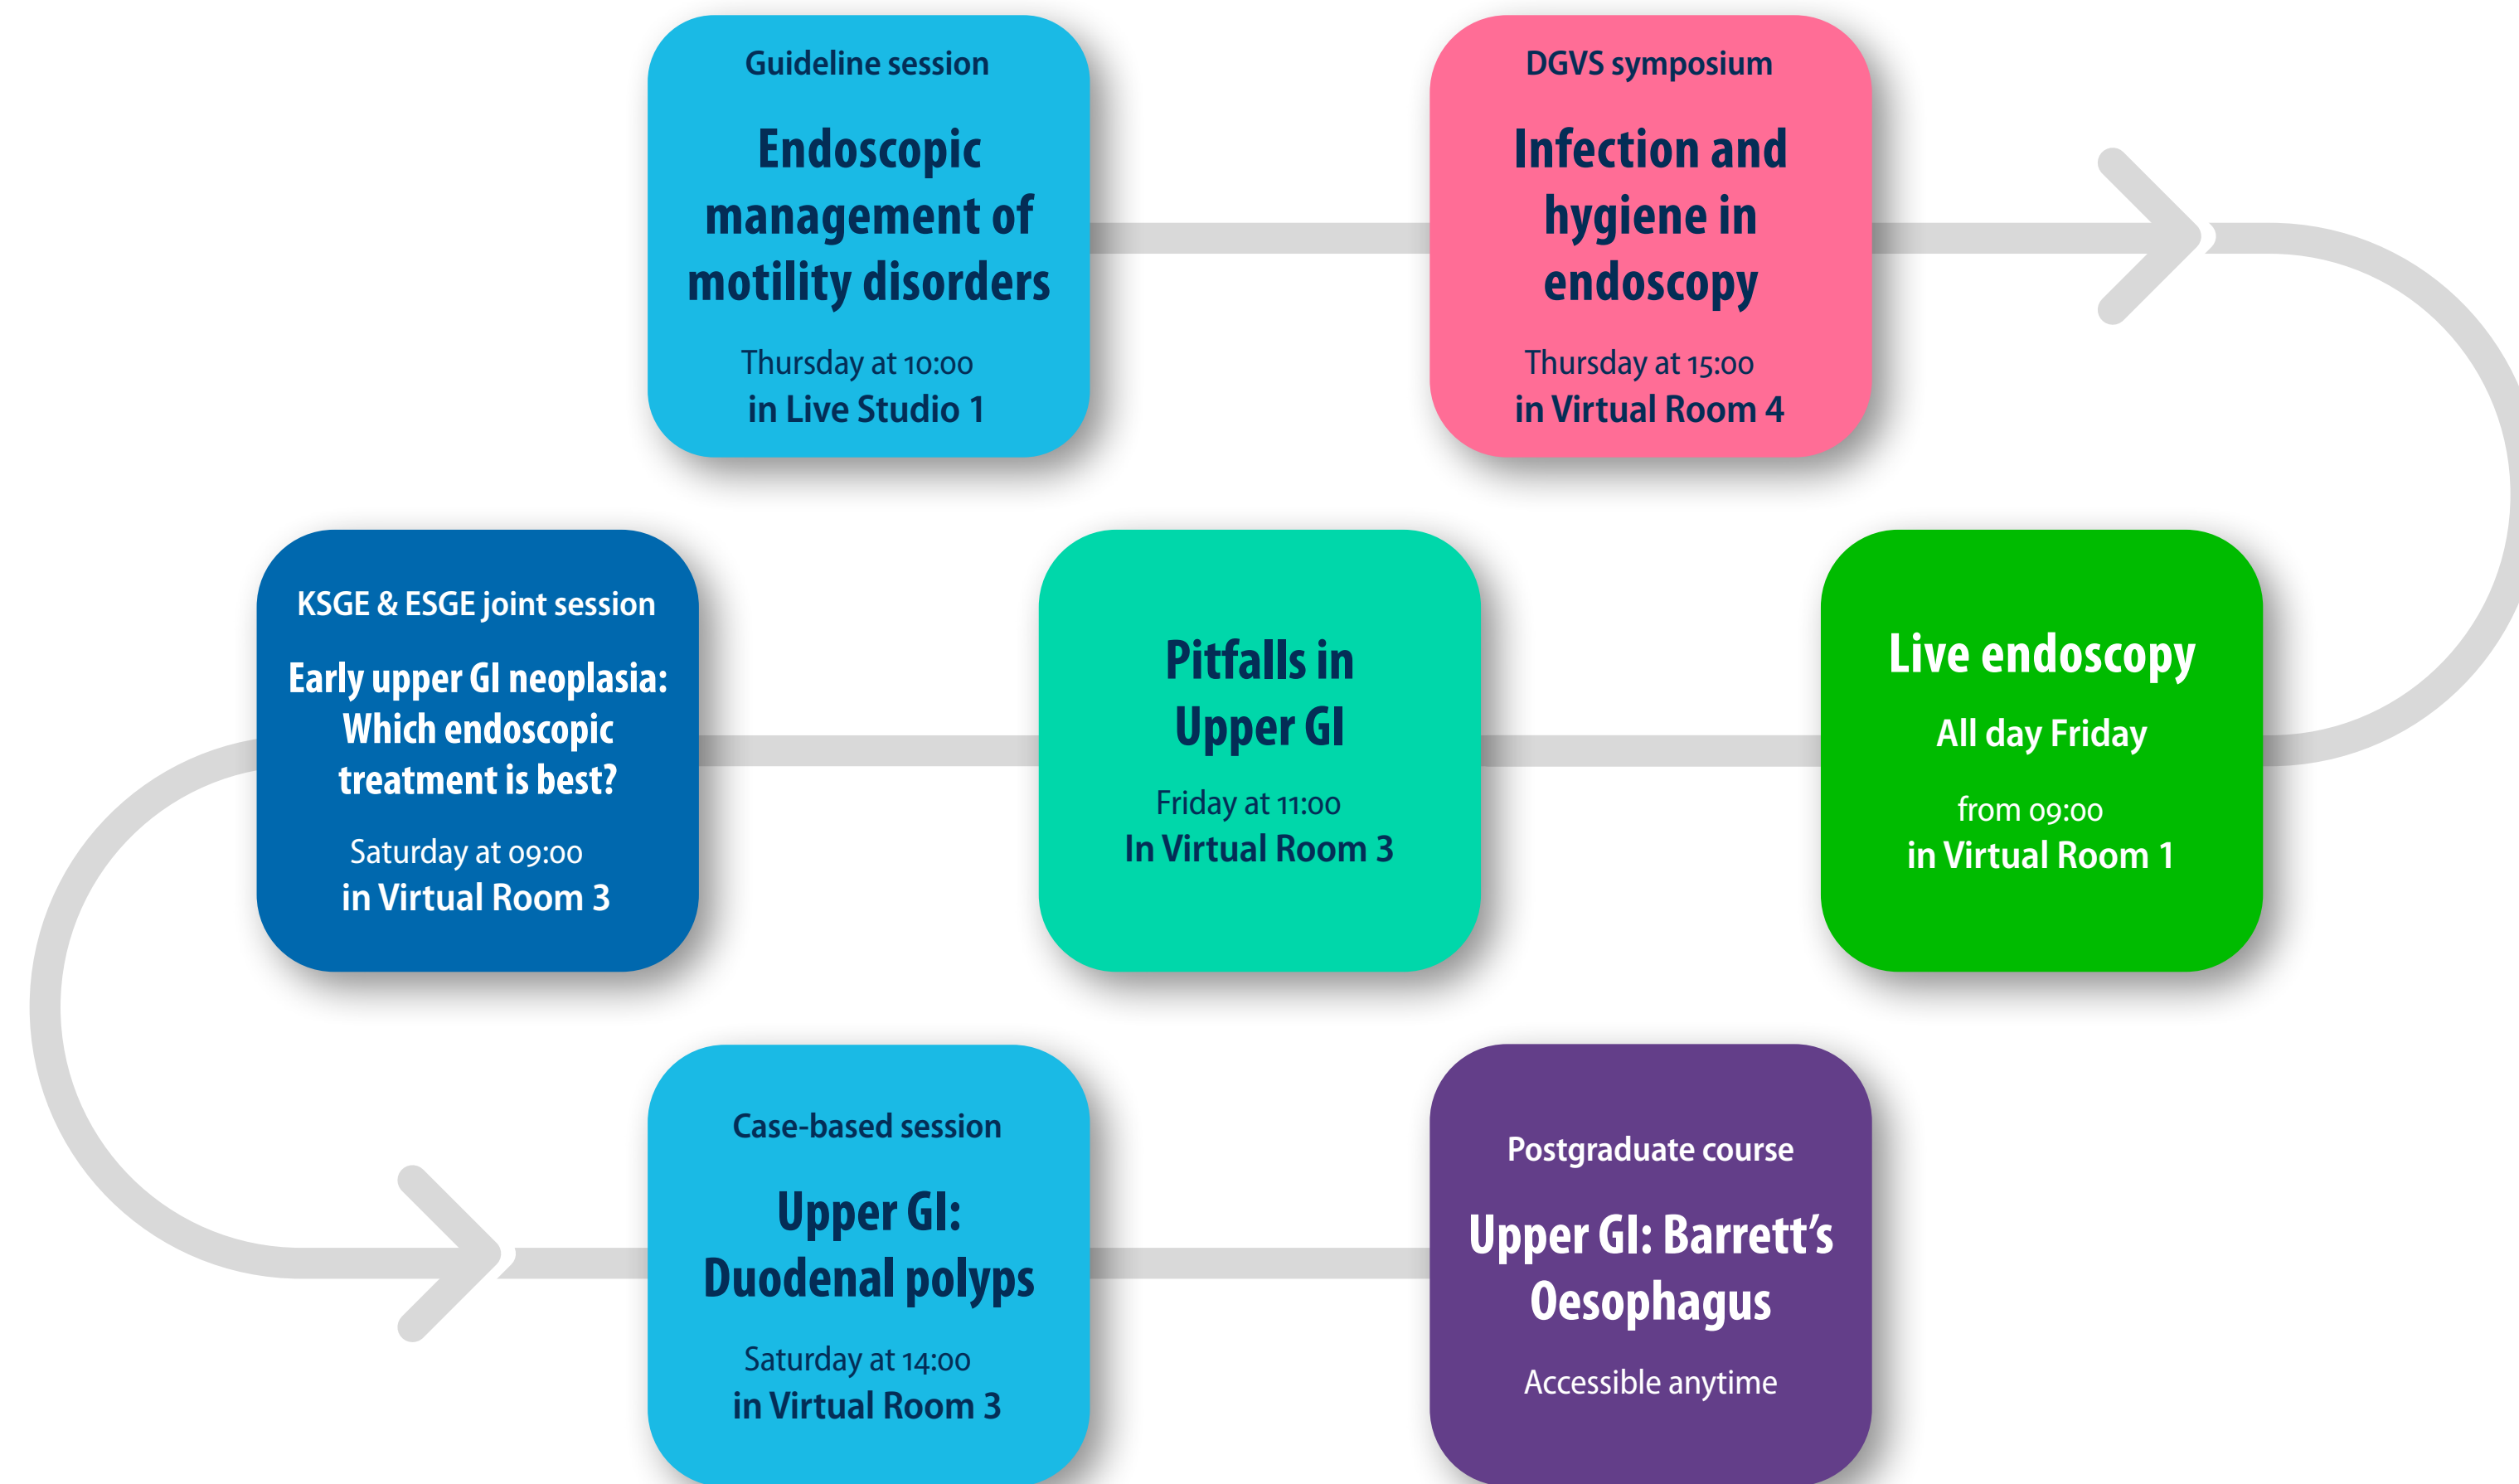 Guideline session
Endoscopic
management of
motility disorders
Thursday at 10:00
in Live Studio 1
DGVS symposium
Infection and
hygiene in
endoscopy
Thursday at 15:00
in Virtual Room 4
Live endoscopy
All day Friday
from 09:00
in Virtual Room 1
Pitfalls in
Upper GI
Friday at 11:00
In Virtual Room 3
KSGE & ESGE joint session
Early upper GI neoplasia:
Which endoscopic
treatment is best?
Saturday at 09:00
in Virtual Room 3
Case-based session
Upper GI:
Duodenal polyps
Saturday at 14:00
in Virtual Room 3
Postgraduate course
Upper GI: Barrett’s
Oesophagus
Accessible anytime